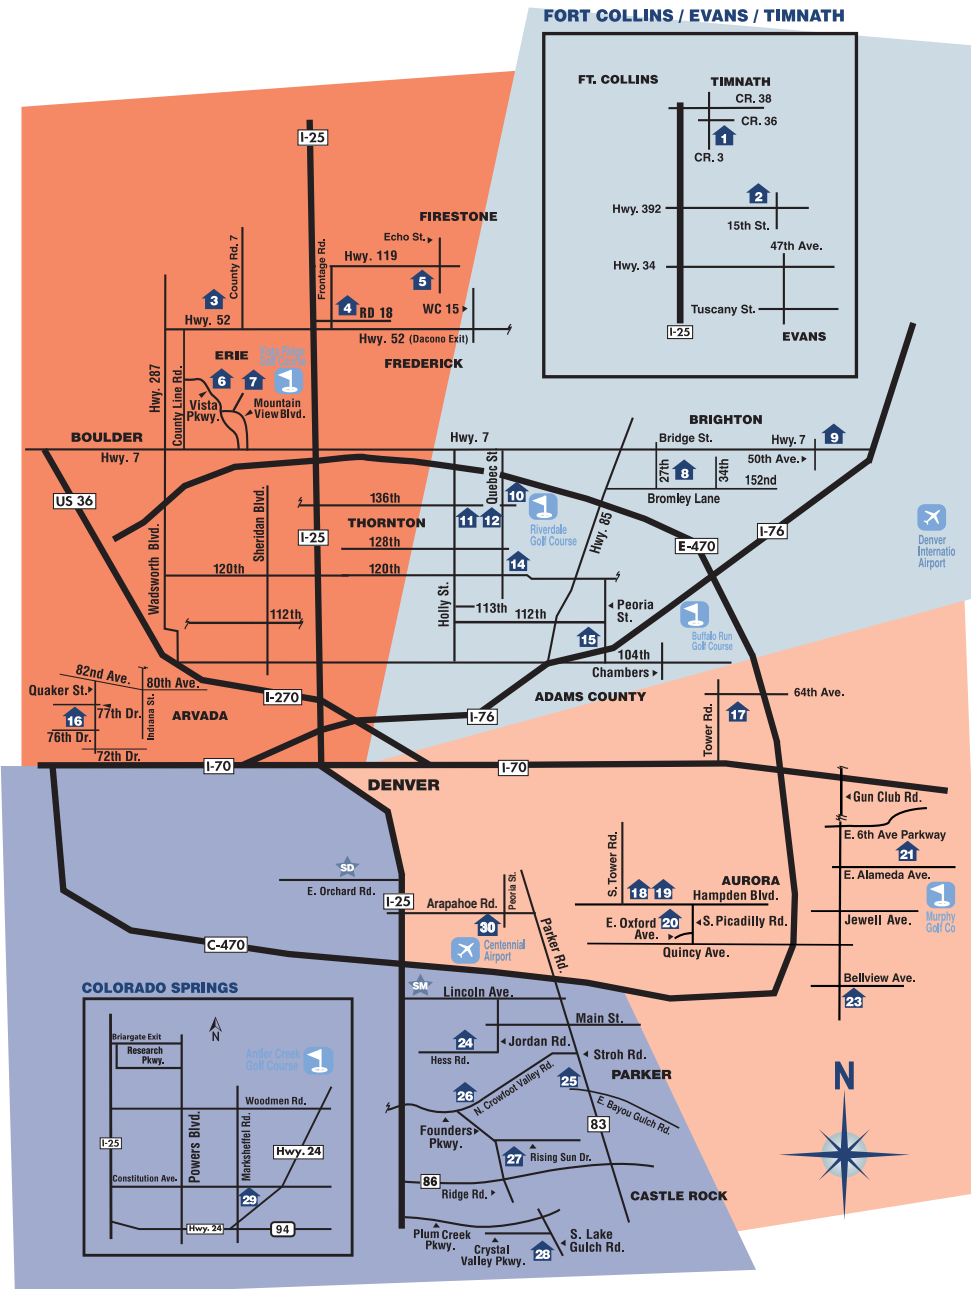 FORT COLLINS / EVANS / TIMNATH
FT. COLLINS
TIMNATH
CR. 38
CR. 36
1
CR. 3
2
Hwy. 392
15th St.
47th Ave.
Hwy. 34
Tuscany St.
I-25
EVANS
I-25
FIRESTONE
Echo St.
Hwy. 119
County Rd. 7
Frontage Rd.
5
3
4
RD 18
WC 15
Hwy. 52
Hwy. 52 (Dacono Exit)
FREDERICK
ERIE
Golf Course
6
7
Hwy. 287
County Line Rd.
Vista
Pkwy.
Mountain
View Blvd.
BOULDER
Hwy. 7
Hwy. 7
BRIGHTON
Bridge St.
Hwy. 7
9
50th Ave.
27th
8
34th
152nd
Bromley Lane
US 36
Quebec St.
10
136th
11
12
THORNTON
Riverdale
Golf Course
Hwy. 85
I-25
Sheridan Blvd.
Wadsworth Blvd.
128th
14
E-470
I-76
Denver
Internatio
Airport
120th
120th
Holly St.
113th
112th
112th
Peoria
St.
15
Buffalo Run
Golf Course
104th
Chambers
82nd Ave.
80th Ave.
Quaker St.
Indiana St.
77th Dr.
16
76th Dr.
72th Dr.
ARVADA
I-270
I-76
ADAMS COUNTY
64th Ave.
Tower Rd.
17
I-70
I-70
DENVER
Gun Club Rd.
E. 6th Ave Parkway
21
E. Alameda Ave.
S. Tower Rd.
18
19
AURORA
Hampden Blvd.
E. Oxford
Ave.
20
S. Picadilly Rd.
Quincy Ave.
Jewell Ave.
Murphy
Golf Co
Bellview Ave.
23
SD
E. Orchard Rd.
I-25
Arapahoe Rd.
Peoria St.
30
Parker Rd.
Centennial
Airport
C-470
SM
Lincoln Ave.
Main St.
24
Jordan Rd.
Hess Rd.
Stroh Rd.
PARKER
25
26
N. Crowfoot Valley Rd.
E. Bayou Gulch Rd.
83
Founders
Pkwy.
27
Rising Sun Dr.
86
Ridge Rd.
CASTLE ROCK
Plum Creek
Pkwy.
Crystal
Valley Pkwy.
28
S. Lake
Gulch Rd.
N
COLORADO SPRINGS
Briargate Exit
Research
Pkwy.
N
Antler Creek
Golf Course
Woodmen Rd.
I-25
Powers Blvd.
Marksheffel Rd.
Hwy. 24
Constitution Ave.
29
Hwy. 24
94